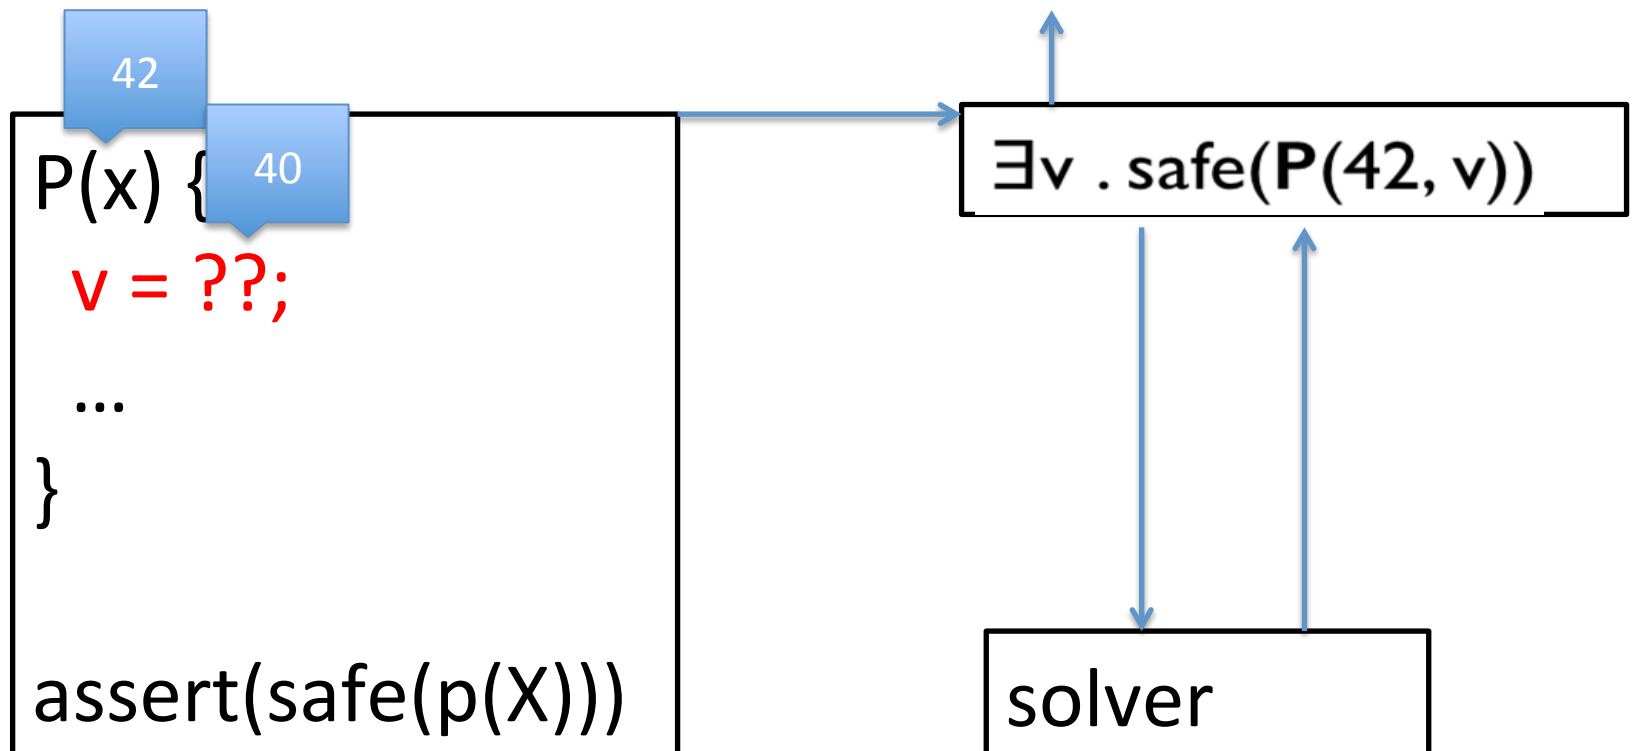 42
40
P(x) {
v = ??;
...
}
assert(safe(p(X)))
∃v . safe(P(42, v))
solver